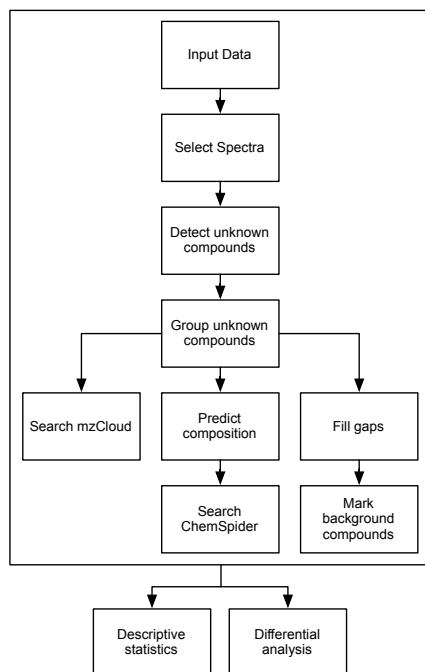 Input Data
Select Spectra
Detect unknown
compounds
Group unknown
compounds
Search mzCloud
Predict
composition
Fill gaps
Search
ChemSpider
Mark
background
compounds
Descriptive
statistics
Differential
analysis